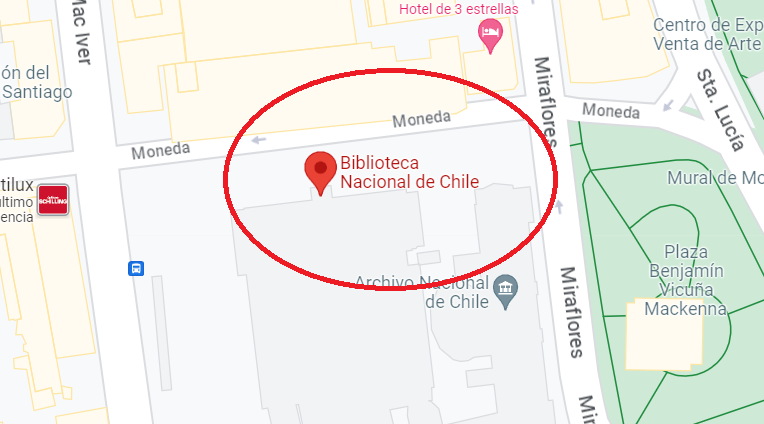 Hotel de 3 estrellas
Mac Iver
Centro de Exp
Venta de Arte
ón del
Santiago
Miraflores
Sta. Lucía
Moneda
Moneda
Moneda
Biblioteca
Nacional de Chile
Mural de Mo
tilux
SCHILLING
último
encia
Plaza
Benjamín
Vicuña
Mackenna
Archivo Nacional
de Chile
Miraflores
Mi